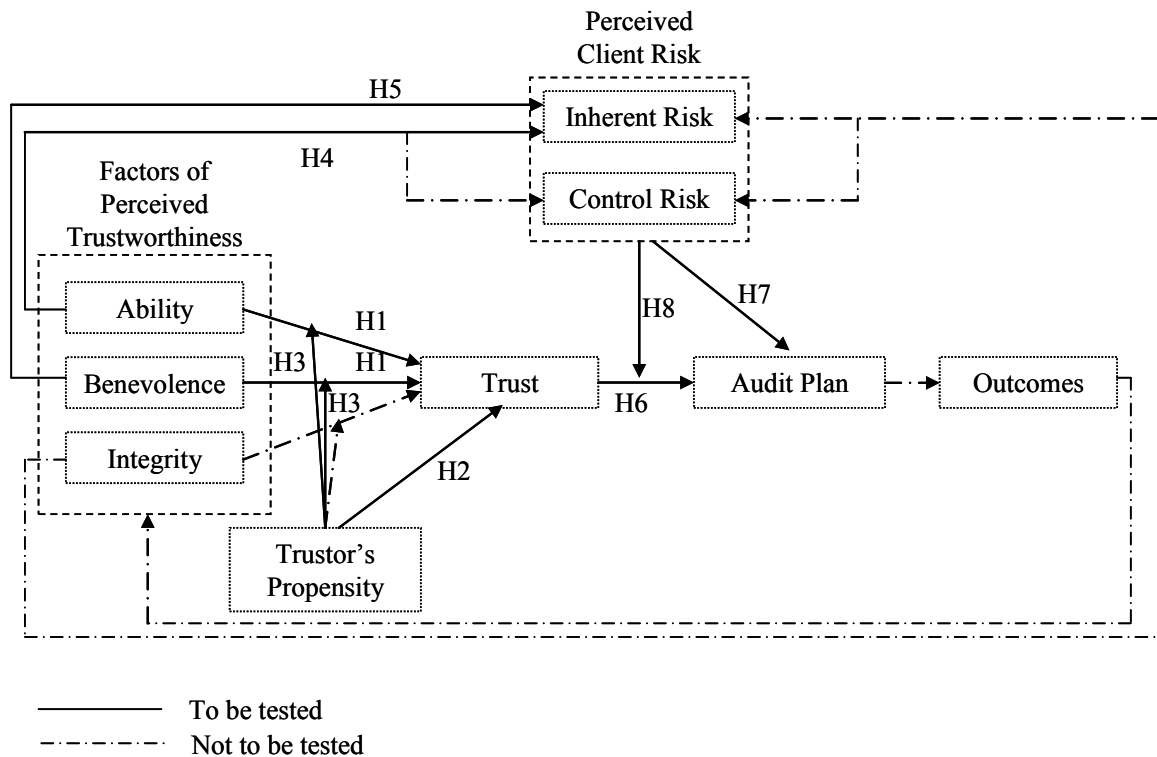 Perceived
Client Risk
H5
Inherent Risk
H4
Control Risk
Factors of
Perceived
Trustworthiness
Ability
H1
H8
H7
Benevolence
H3
H1
Trust
H3
H6
Audit Plan
Outcomes
Integrity
H2
Trustor’s
Propensity
To be tested
Not to be tested